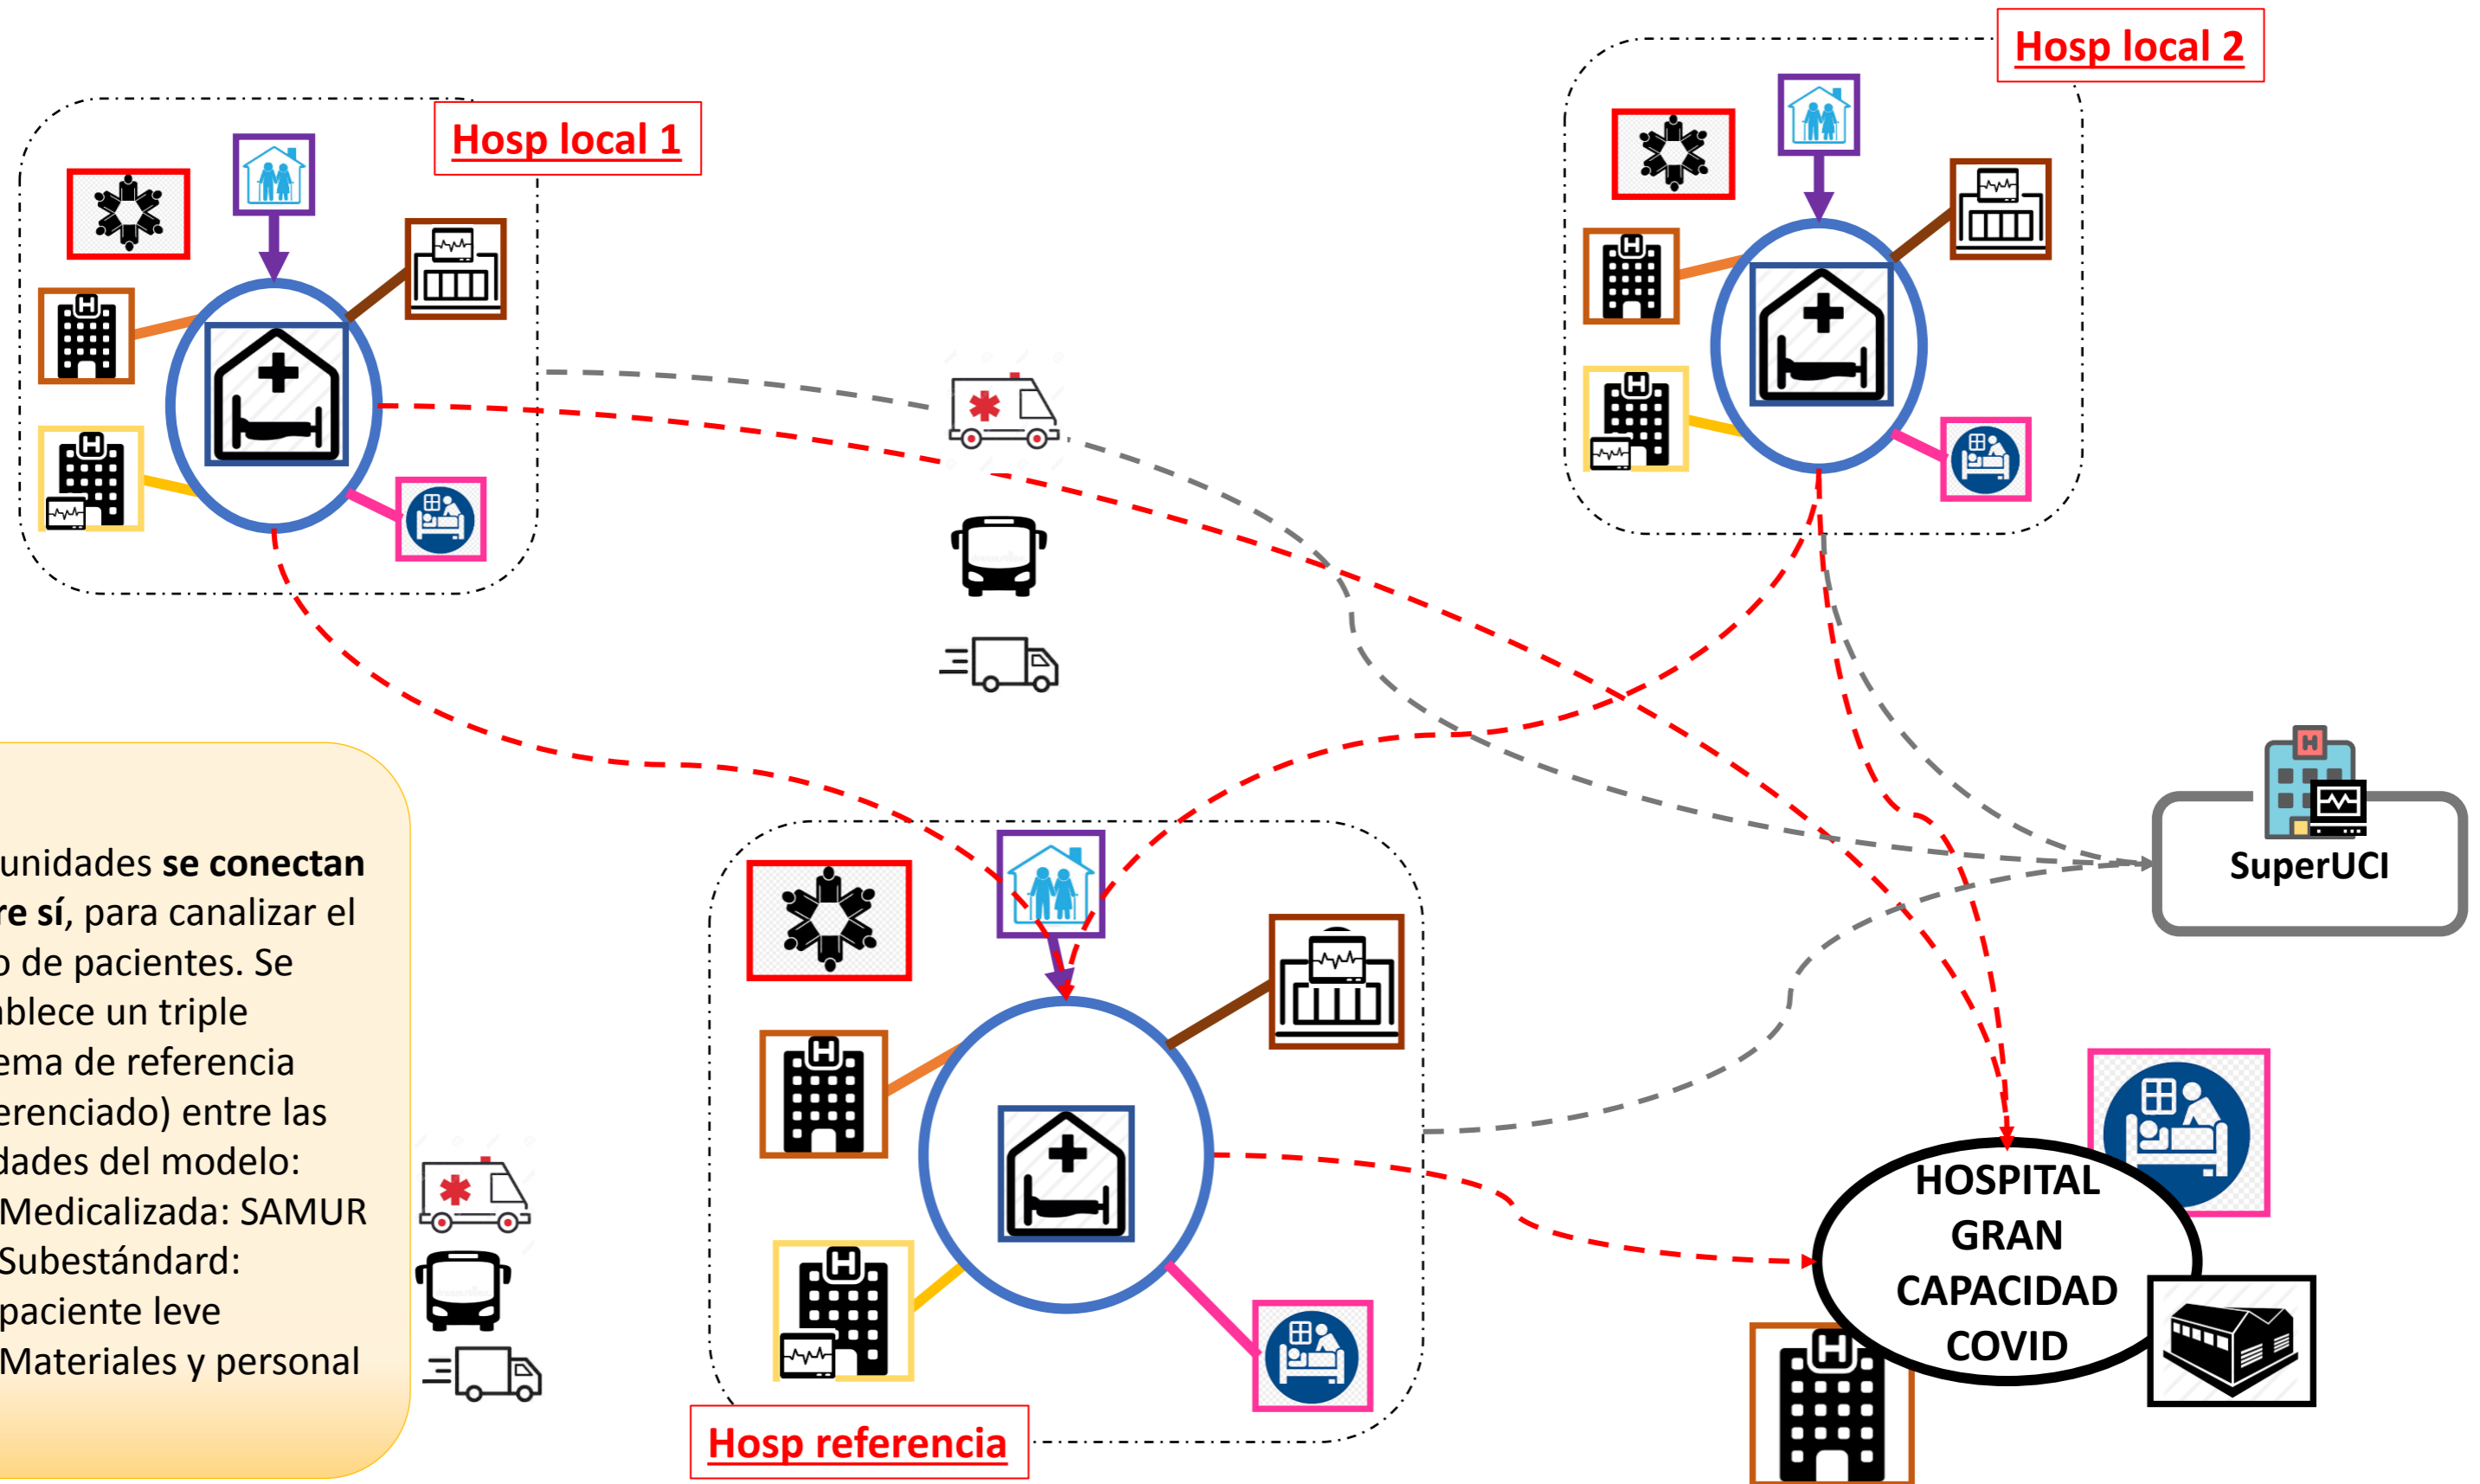 Hosp local 2
Hosp local 1
unidades se conectan
re sí, para canalizar el
o de pacientes. Se
ablece un triple
ema de referencia
erenciado) entre las
dades del modelo:
Medicalizada: SAMUR
Subestándard:
paciente leve
Materiales y personal
SuperUCI
HOSPITAL
GRAN
CAPACIDAD
COVID
Hosp referencia